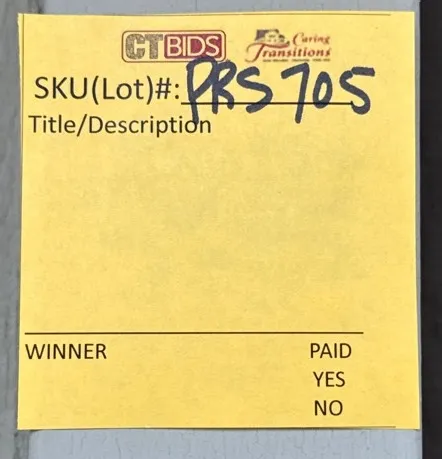 CTBIDS
Caring
Transitions
SKU(Lot)#: PRS 705
Title/Description
WINNER PAID
YES
NO